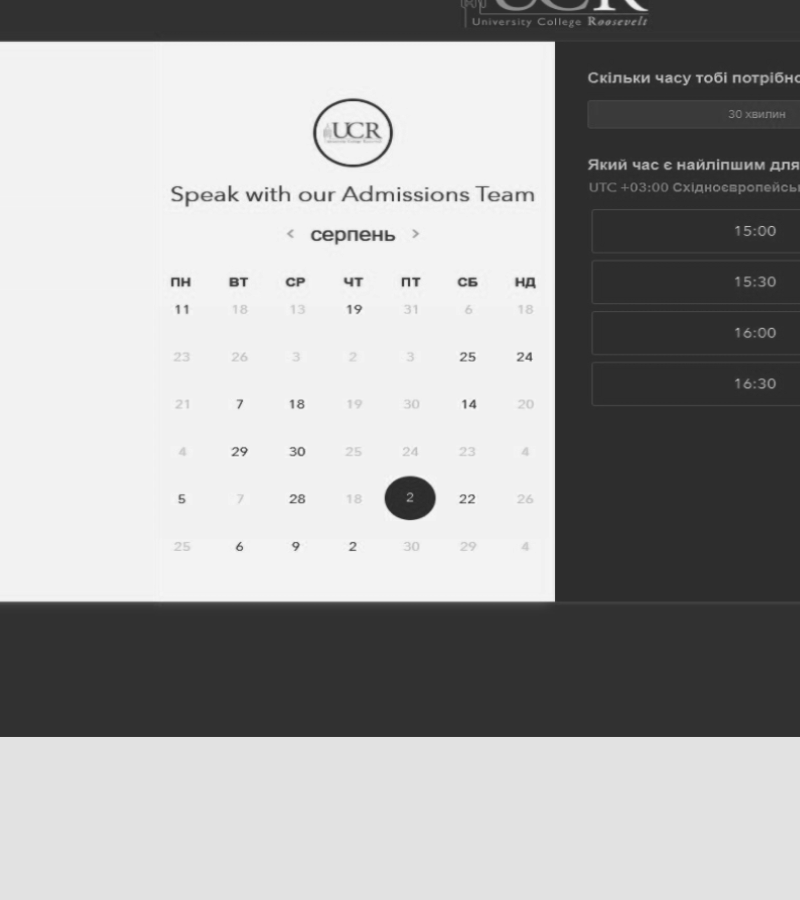 UCR
University College Roosevelt
UCR
Speak with our Admissions Team
< серпень >
ПН ВТ СР ЧТ ПТ СБ НД
11 18 13 19 31 6 18
23 26 3 2 3 25 24
21 7 18 19 30 14 20
4 29 30 25 24 23 4
5 7 28 18 2 22 26
25 6 9 2 30 29 4
Скільки часу тобі потрібно
30 хвилин
Який час є найліпшим для
UTC +03:00 Східноєвропейсь
15:00
15:30
16:00
16:30